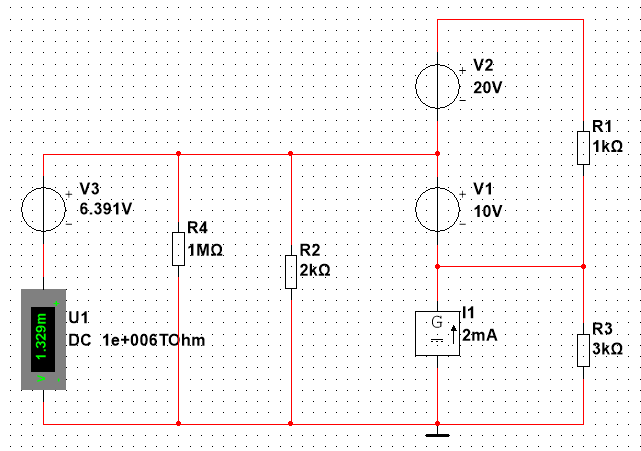 V2
20V
R1
1kΩ
V3
6.391V
V1
10V
R4
1MΩ
R2
2kΩ
U1
DC 1e+006TOhm
1.329m
V
I1
2mA
G
R3
3kΩ